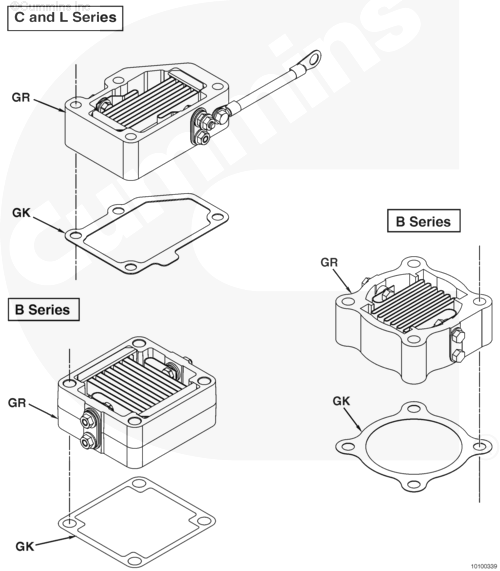 ©Cummins Inc
C and L Series
GR
cummins
GK
B Series
GR
B Series
GR
GK
GK
10100339